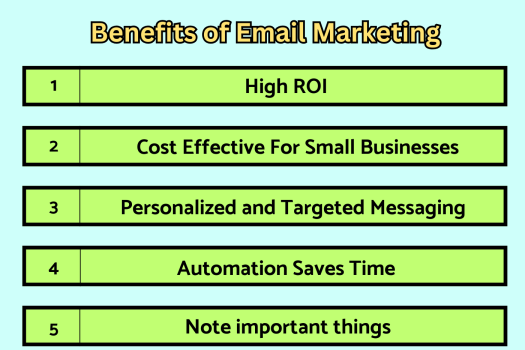 Benefits of Email Marketing
1 High ROI
2 Cost Effective For Small Businesses
3 Personalized and Targeted Messaging
4 Automation Saves Time
5 Note important things